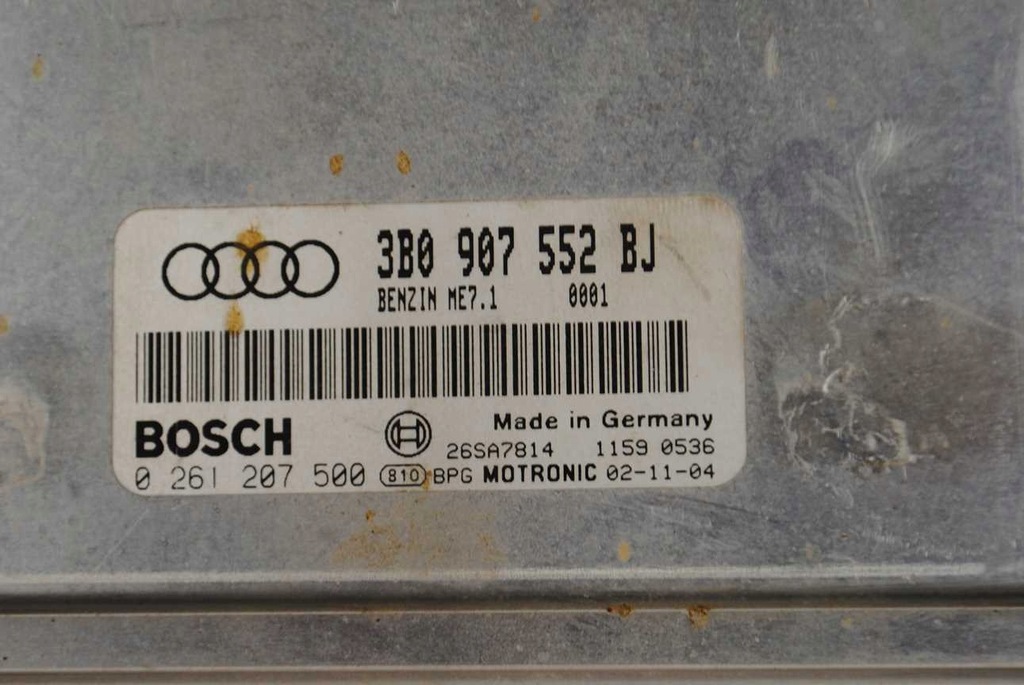 3B0 907 552 BJ
BENZIN ME7.1 0001
BOSCH
Made in Germany
26SA7814 1159 0536
0 261 207 500 810 BPG MOTRONIC 02-11-04